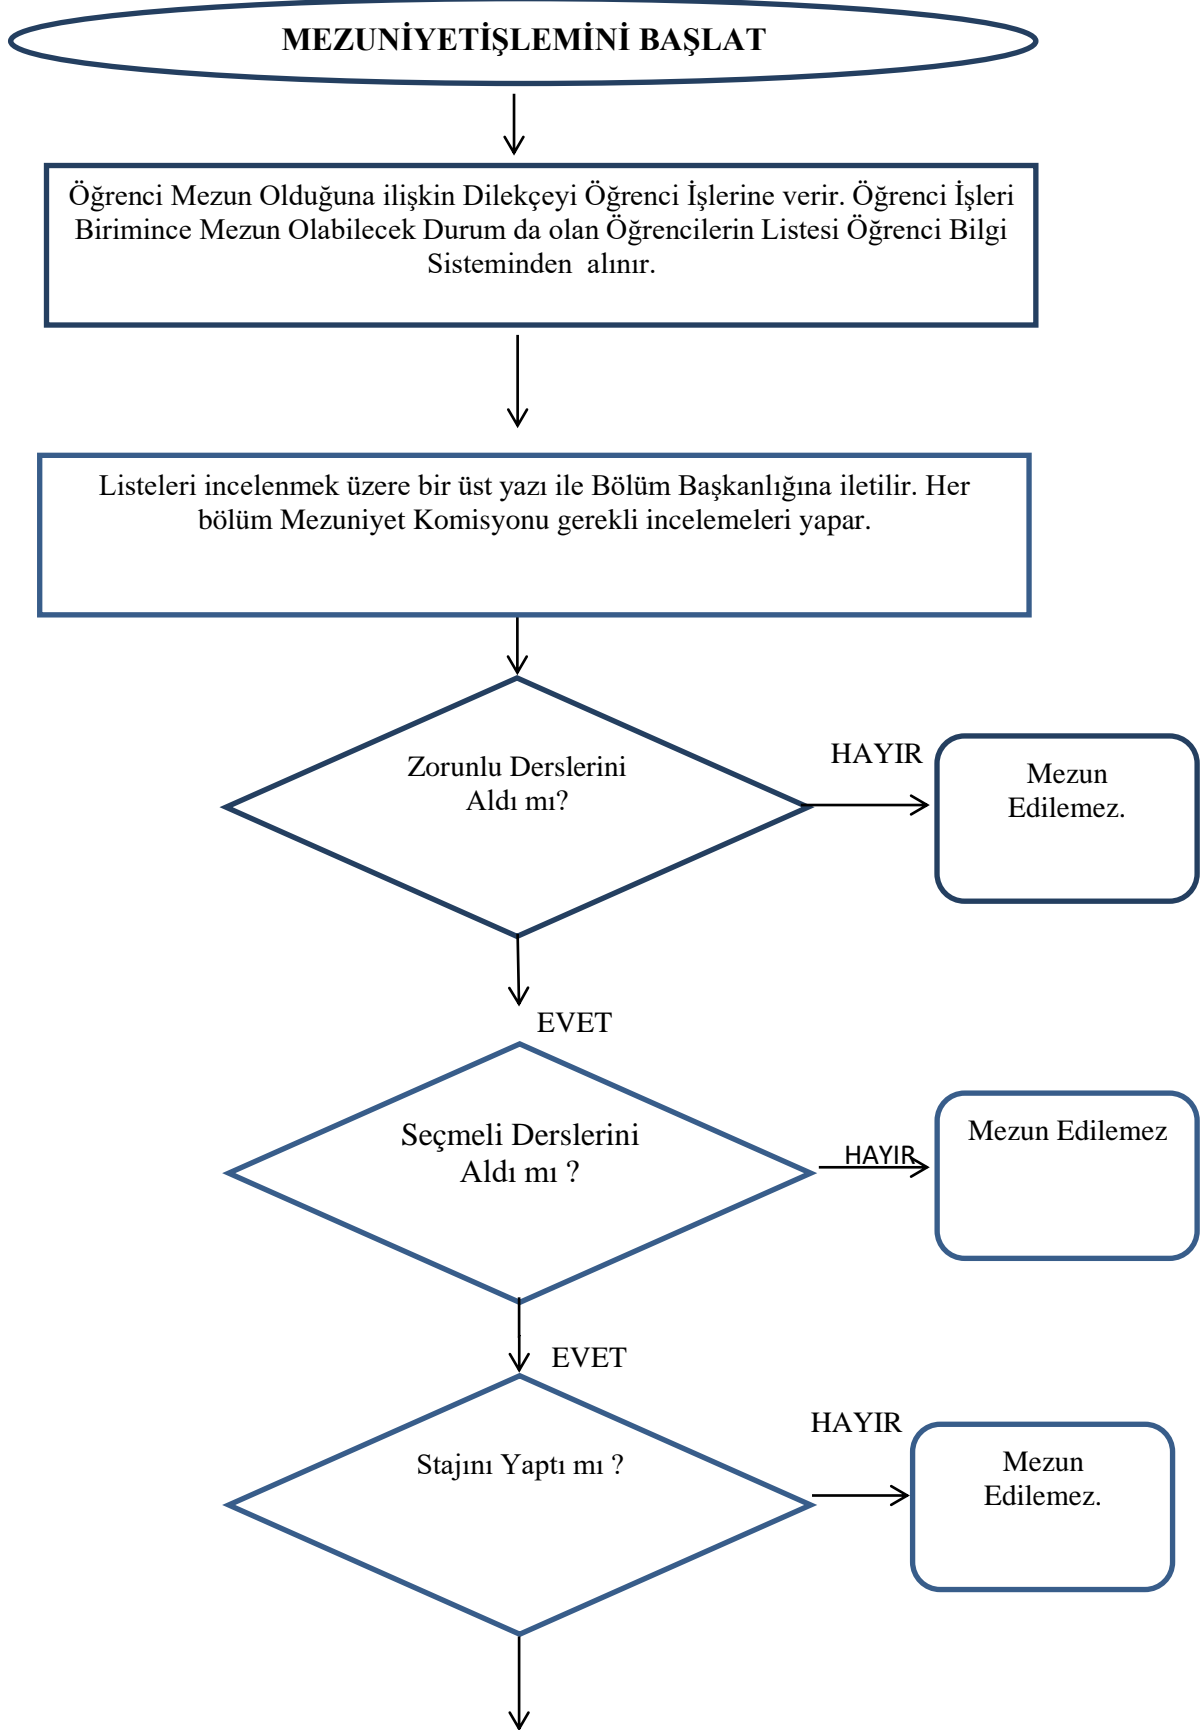 MEZUNİYETİŞLEMİNİ BAŞLAT
Öğrenci Mezun Olduğuna ilişkin Dilekçeyi Öğrenci İşlerine verir. Öğrenci İşleri
Birimince Mezun Olabilecek Durum da olan Öğrencilerin Listesi Öğrenci Bilgi
Sisteminden  alınır.
Listeleri incelenmek üzere bir üst yazı ile Bölüm Başkanlığına iletilir. Her
bölüm Mezuniyet Komisyonu gerekli incelemeleri yapar.
Zorunlu Derslerini
Aldı mı?
HAYIR
Mezun
Edilemez.
EVET
Seçmeli Derslerini
Aldı mı ?
HAYIR
Mezun Edilemez
EVET
Stajını Yaptı mı ?
HAYIR
Mezun
Edilemez.